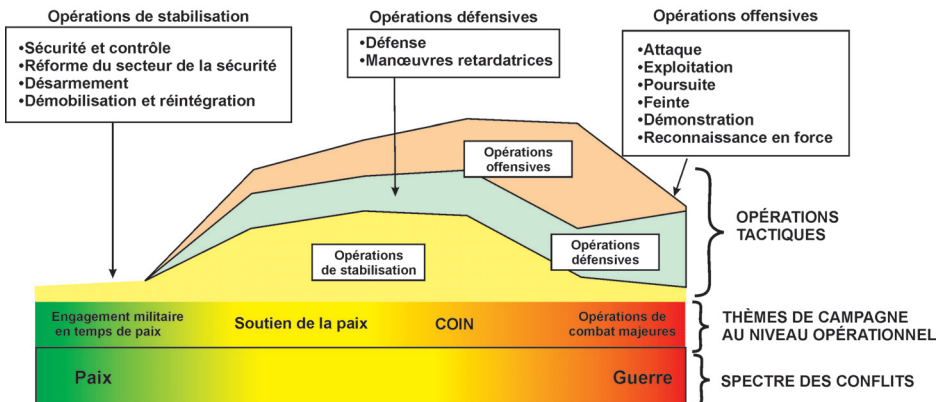 Opérations de stabilisation
•Sécurité et contrôle
•Réforme du secteur de la sécurité
•Désarmement
•Démobilisation et réintégration
Opérations défensives
•Défense
•Manœuvres retardatrices
Opérations offensives
•Attaque
•Exploitation
•Poursuite
•Feinte
•Démonstration
•Reconnaissance en force
Opérations
offensives
Opérations
de stabilisation
Opérations
défensives
OPÉRATIONS
TACTIQUES
Engagement militaire
en temps de paix
Soutien de la paix
COIN
Opérations de
combat majeures
THÈMES DE CAMPAGNE
AU NIVEAU OPÉRATIONNEL
Paix
Guerre
SPECTRE DES CONFLITS